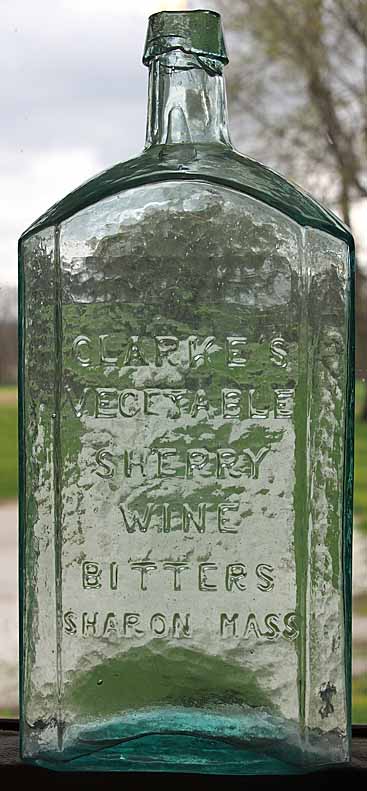 CLARKE'S
VEGETABLE
SHERRY
WINE
BITTERS
SHARON MASS